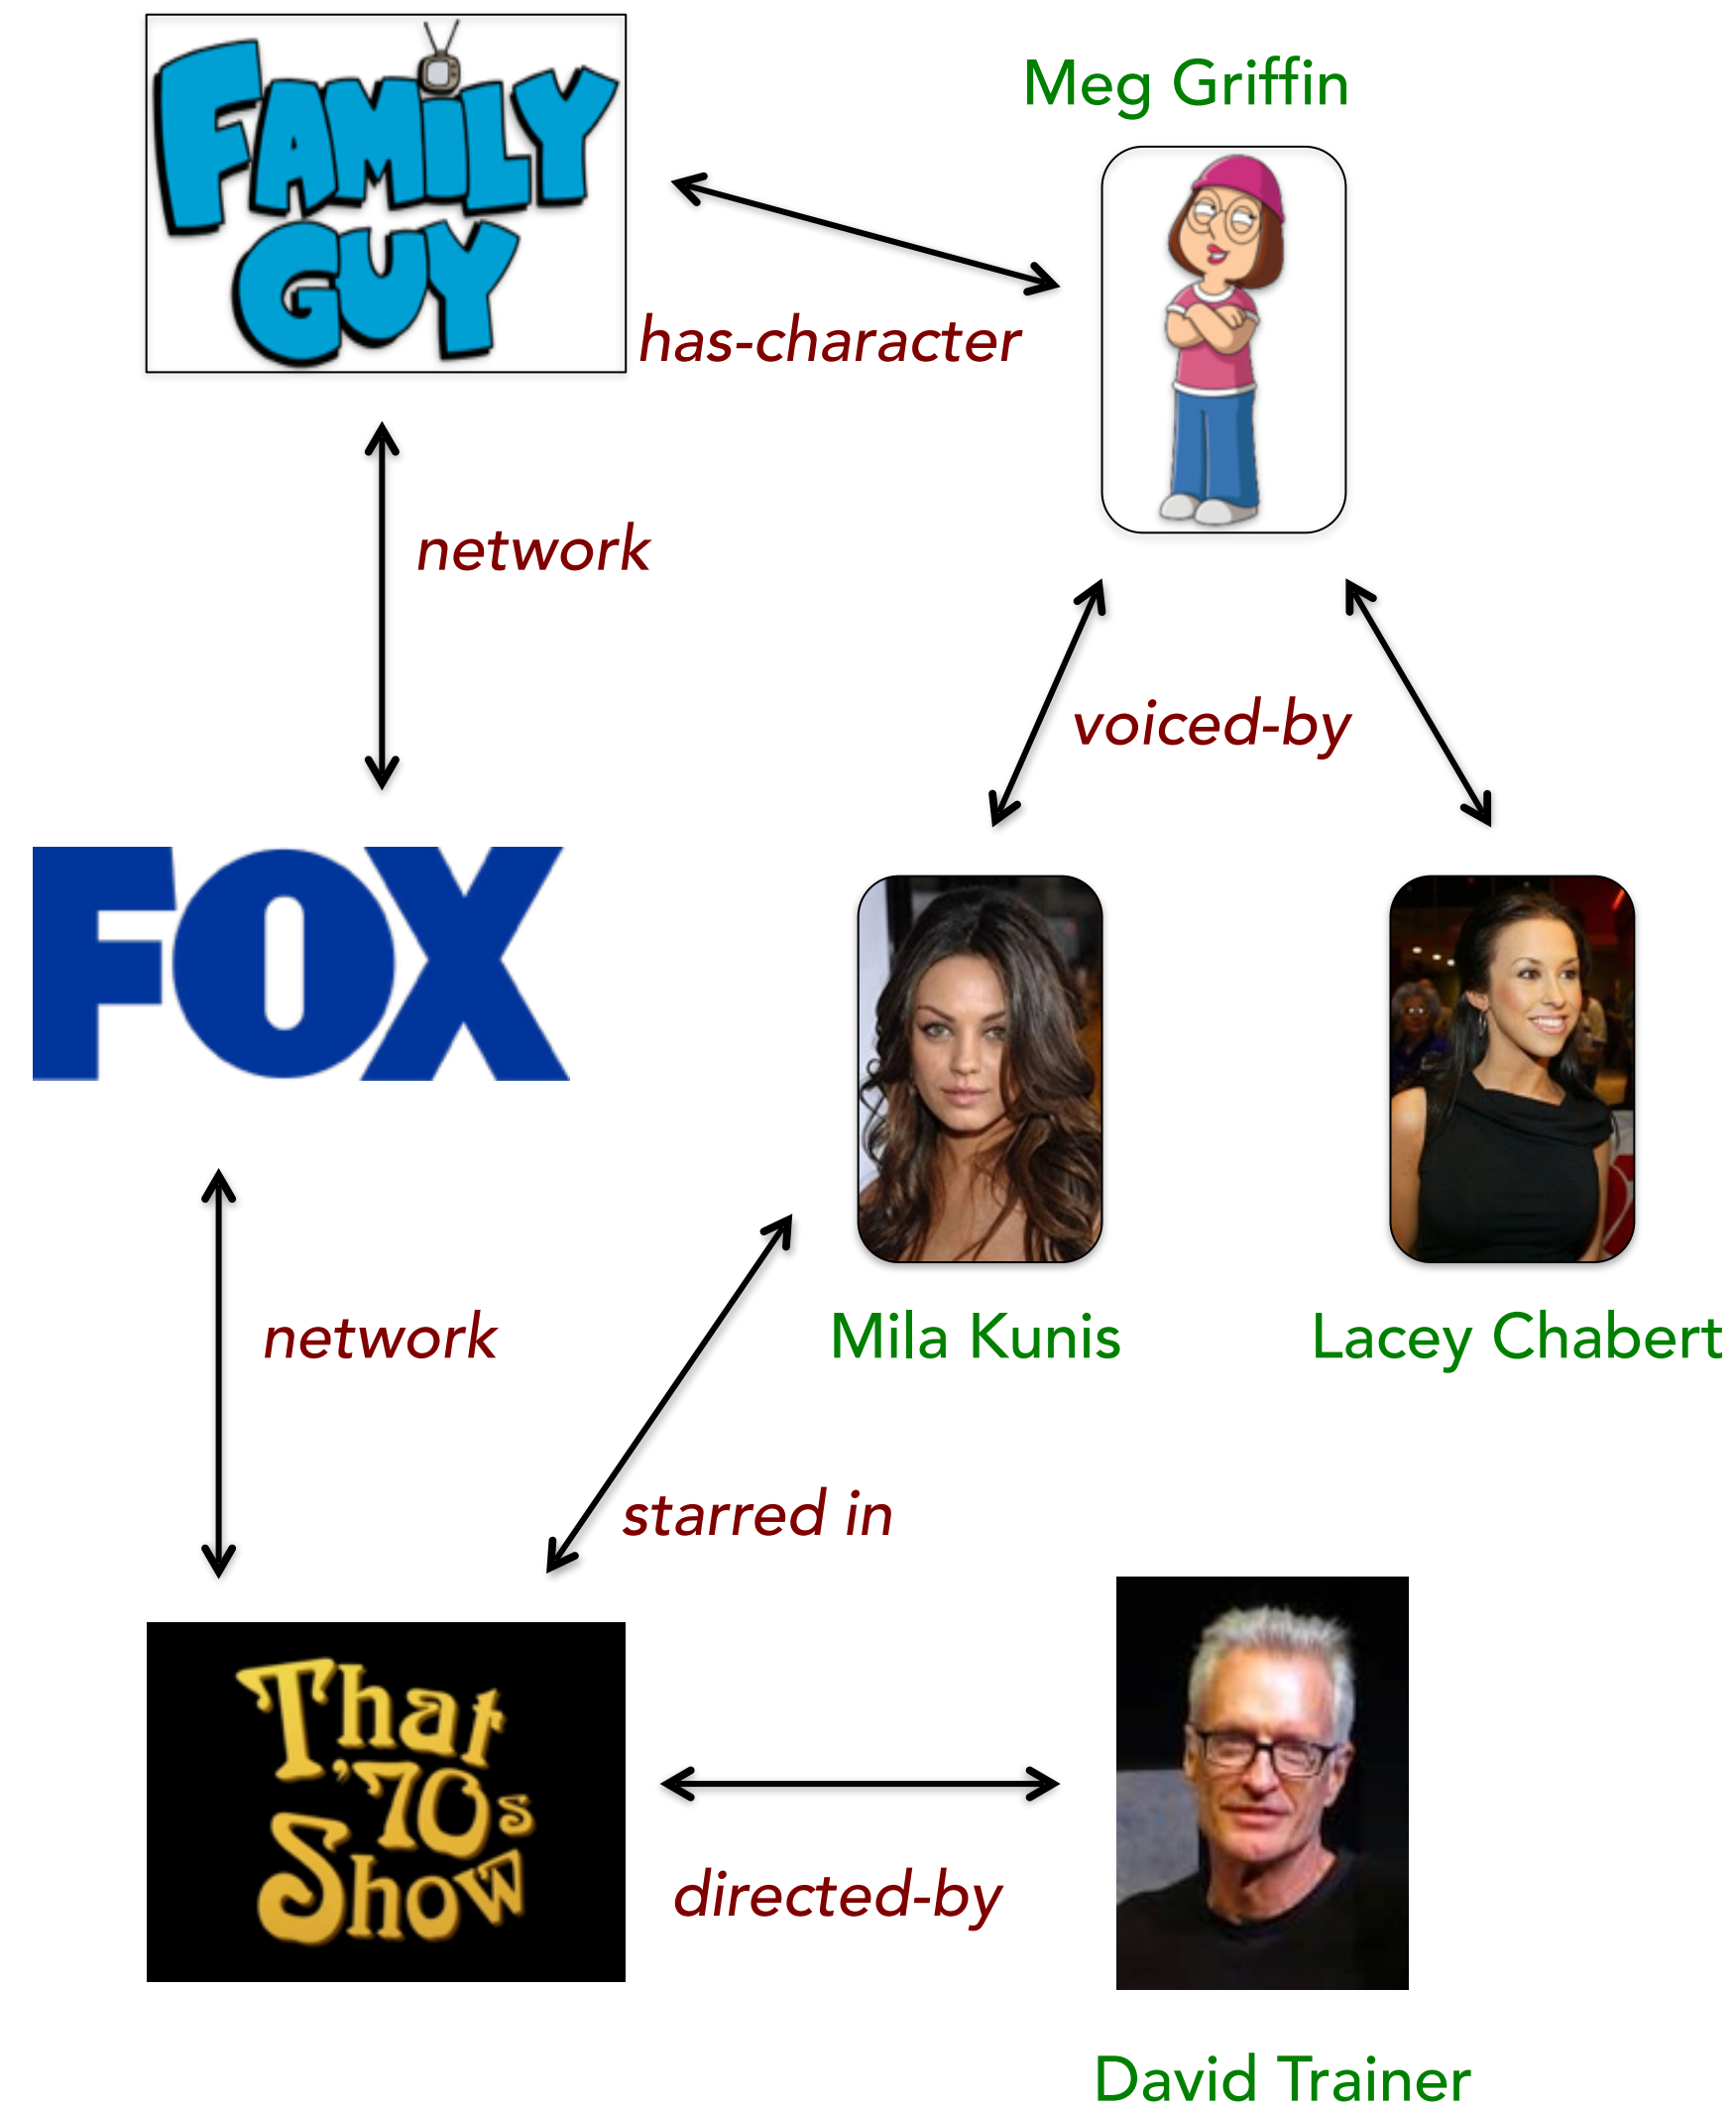 FAMILY
GUY
Meg Griffin
has-character
network
voiced-by
FOX
Mila Kunis
Lacey Chabert
network
starred in
That
'70s
Show
directed-by
David Trainer